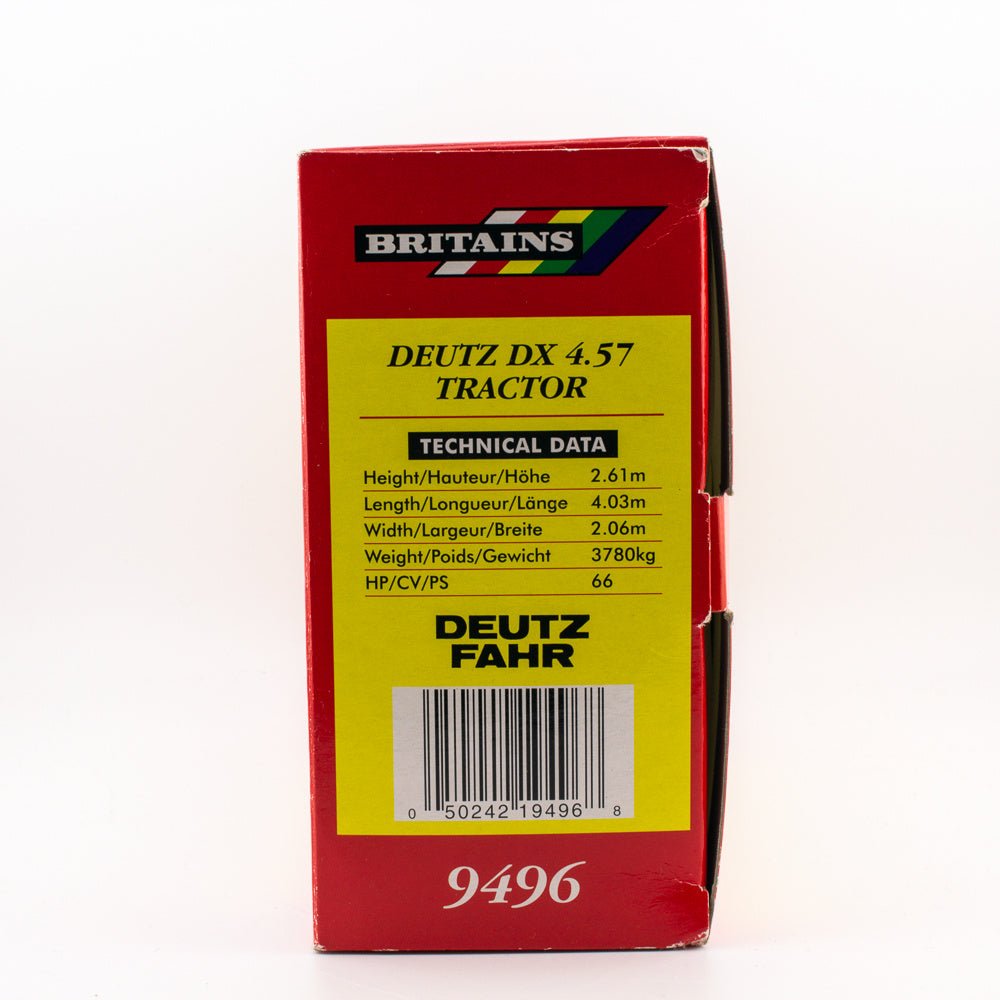 BRITAINS
DEUTZ DX 4.57
TRACTOR
TECHNICAL DATA
Height/Hauteur/Höhe 2.61m
Length/Longueur/Länge 4.03m
Width/Largeur/Breite 2.06m
Weight/Poids/Gewicht 3780kg
HP/CV/PS 66
DEUTZ
FAHR
0 50242 19496 8
9496